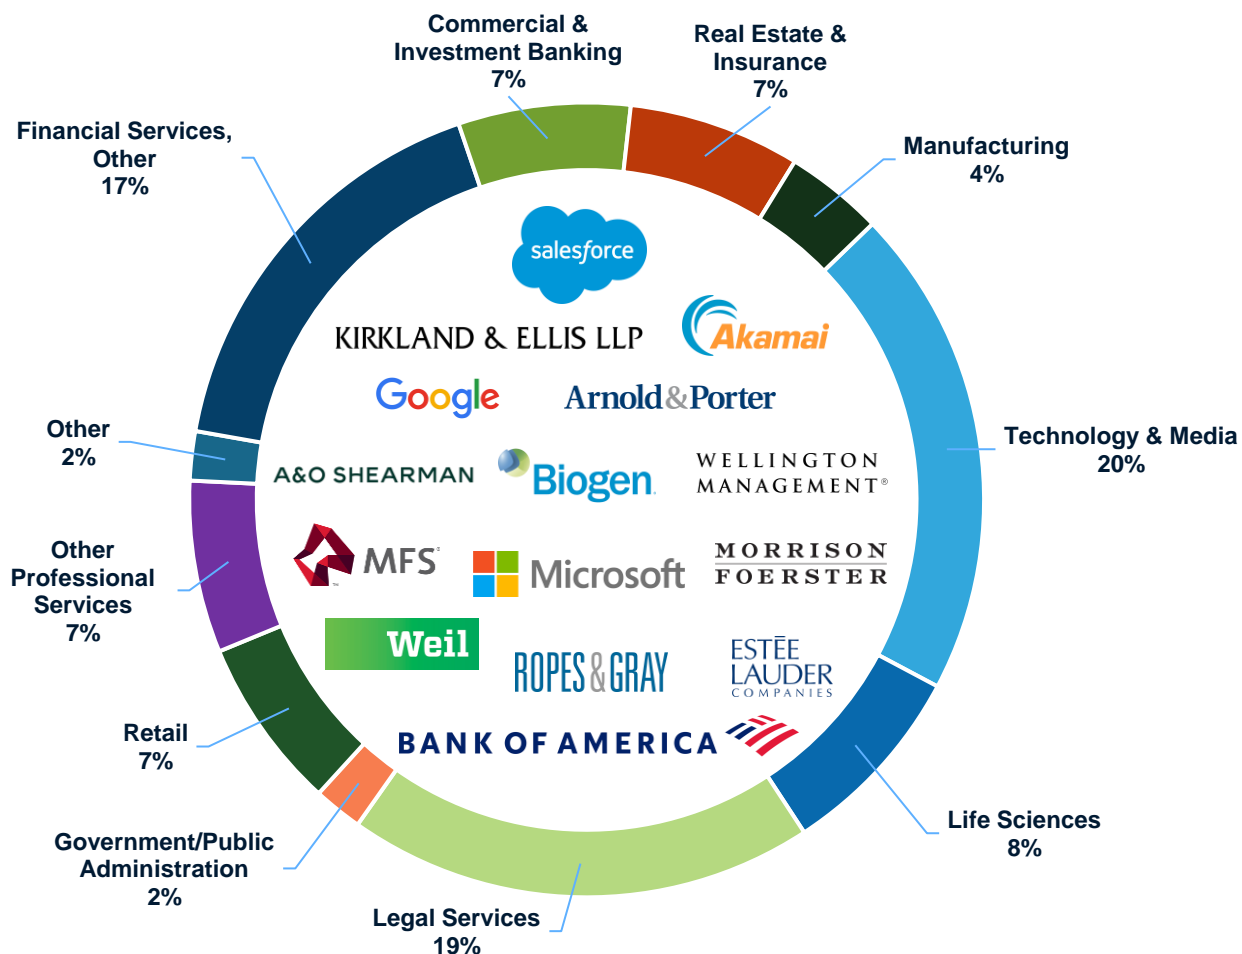 Commercial &
Investment Banking
7%
Real Estate &
Insurance
7%
Financial Services,
Other
17%
Manufacturing
4%
salesforce
KIRKLAND & ELLIS LLP
Akamai
Google
Arnold&Porter
Other
2%
Technology & Media
20%
A&O SHEARMAN
Biogen
WELLINGTON
MANAGEMENT®
MFS
TM
Microsoft
MORRISON
FOERSTER
Other
Professional
Services
7%
Weil
ROPES&GRAY
ESTĒE
LAUDER
COMPANIES
Retail
7%
BANK OF AMERICA
Life Sciences
8%
Government/Public
Administration
2%
Legal Services
19%